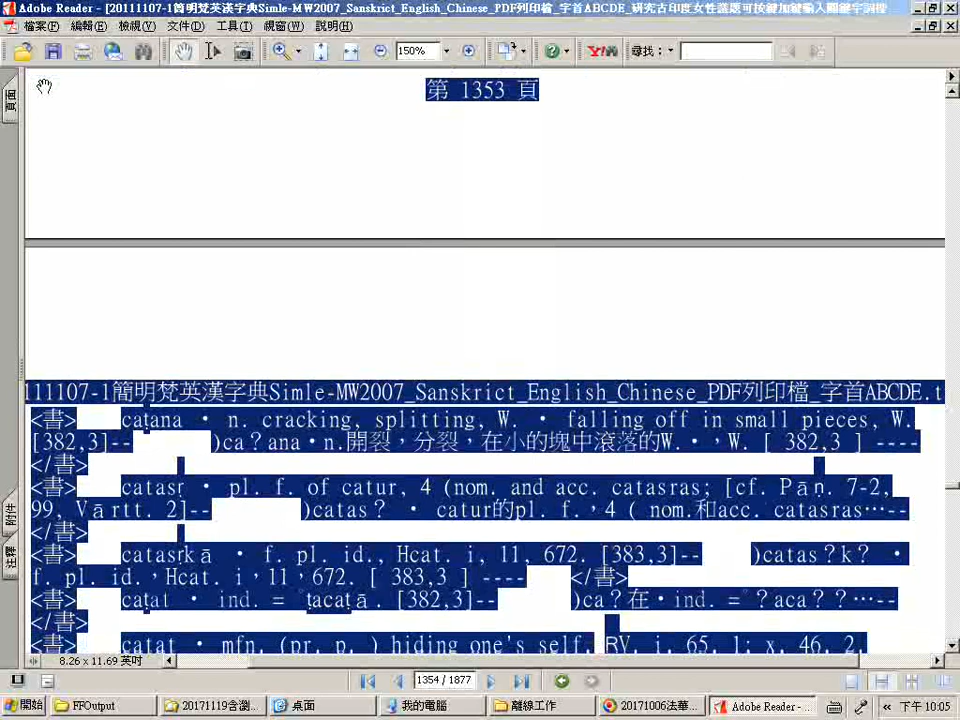 Adobe Reader - [20111107-1簡明梵英漢字典Simle-MW2007_Sanskrict_English_Chinese_PDF列印檔_字首ABCDE_研究古印度女性議題可按鍵加鍵輸入關鍵字詞檢
檔案(F) 編輯(E) 檢視(V) 文件(D) 工具(T) 視窗(W) 說明(H)
150% Y! 尋找:
頁面
第 1353 頁
111107-1簡明梵英漢字典Simle-MW2007_Sanskrict_English_Chinese_PDF列印檔_字首ABCDE.t
<書> caṭana · n. cracking, splitting, W. · falling off in small pieces, W.
[382,3]-- )ca?ana·n.開裂，分裂，在小的塊中滾落的W.·，W. [ 382,3 ] ----
</書>
<書> catasṛ · pl. f. of catur, 4 (nom. and acc. catasras; [cf. Pāṇ. 7-2,
99, Vārtt. 2]-- )catas? · catur的pl. f.，4 ( nom.和acc. catasras…--
</書>
<書> catasṛkā · f. pl. id., Hcat. i, 11, 672. [383,3]-- )catas?k? ·
f. pl. id.，Hcat. i，11，672. [ 383,3 ] ---- </書>
<書> caṭat · ind. = °ṭacaṭā. [382,3]-- )ca?在·ind. =°?aca??…--
</書>
<書> catat · mfn. (pr. p. ) hiding one's self, RV. i, 65, 1; x, 46, 2,
附件
注釋
8.26 x 11.69 英吋
1354 / 1877
開始 FFOutput 20171119含瀏... 桌面 我的電腦 離線工作 20171006法華... Adobe Reader - ... 下午 10:05